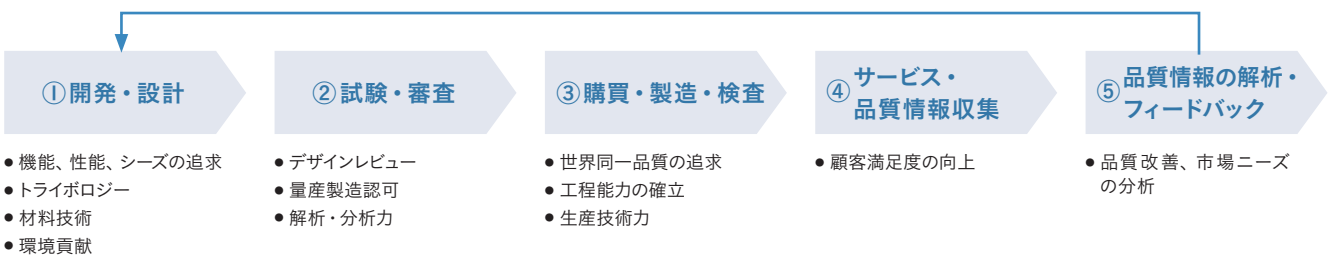 ①開発・設計
●機能、性能、シーズの追求
●トライボロジー
●材料技術
●環境貢献
②試験・審査
●デザインレビュー
●量産製造認可
●解析・分析力
③購買・製造・検査
●世界同一品質の追求
●工程能力の確立
●生産技術力
④サービス・
品質情報収集
●顧客満足度の向上
⑤品質情報の解析・
フィードバック
●品質改善、市場ニーズ
の分析